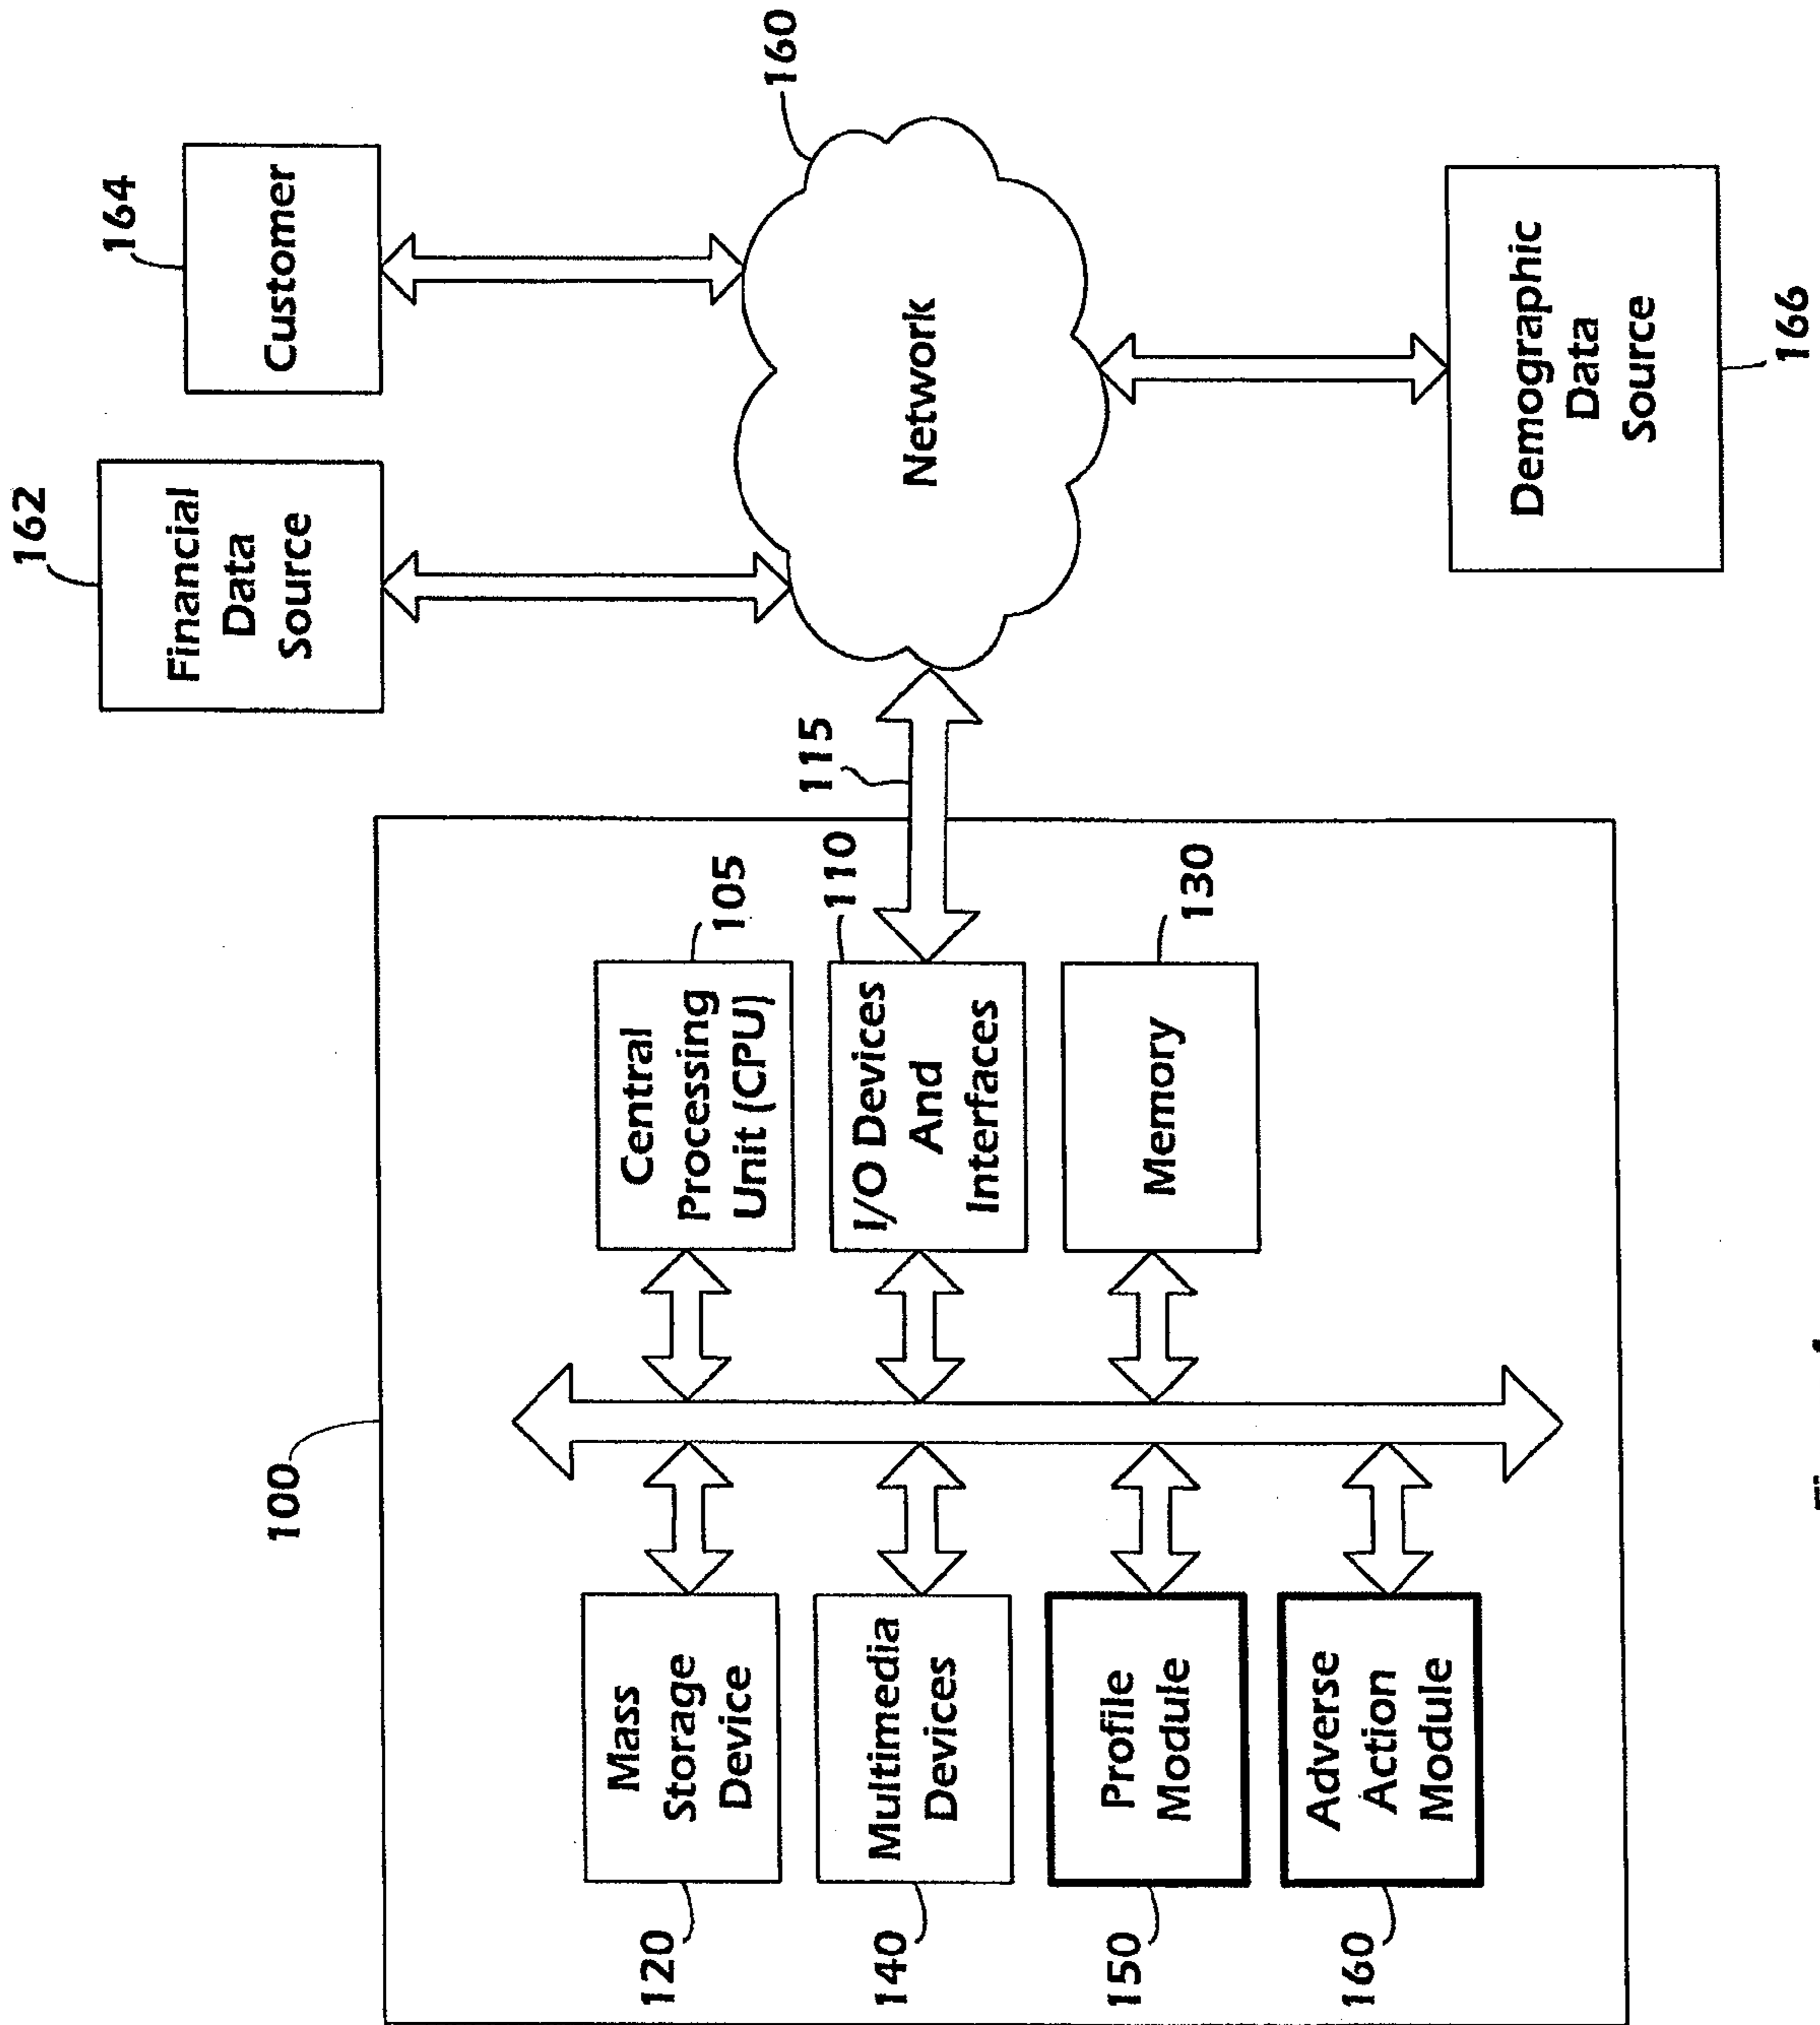 100
162
Financial
Data
Source
164
Customer
160
Network
115
120
Mass
Storage
Device
Central
Processing
Unit (CPU)
105
140
Multimedia
Devices
I/O Devices
And
Interfaces
110
150
Profile
Module
Memory
130
160
Adverse
Action
Module
Demographic
Data
Source
166